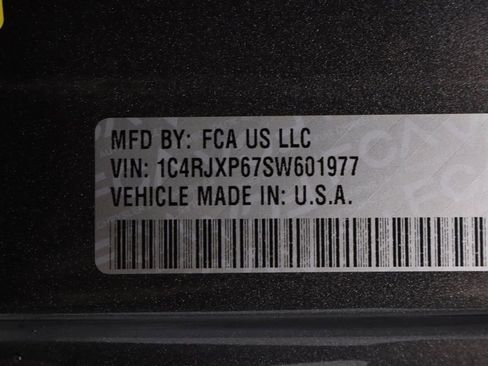 MFD BY: FCA US LLC
VIN: 1C4RJXP67SW601977
VEHICLE MADE IN: U.S.A.